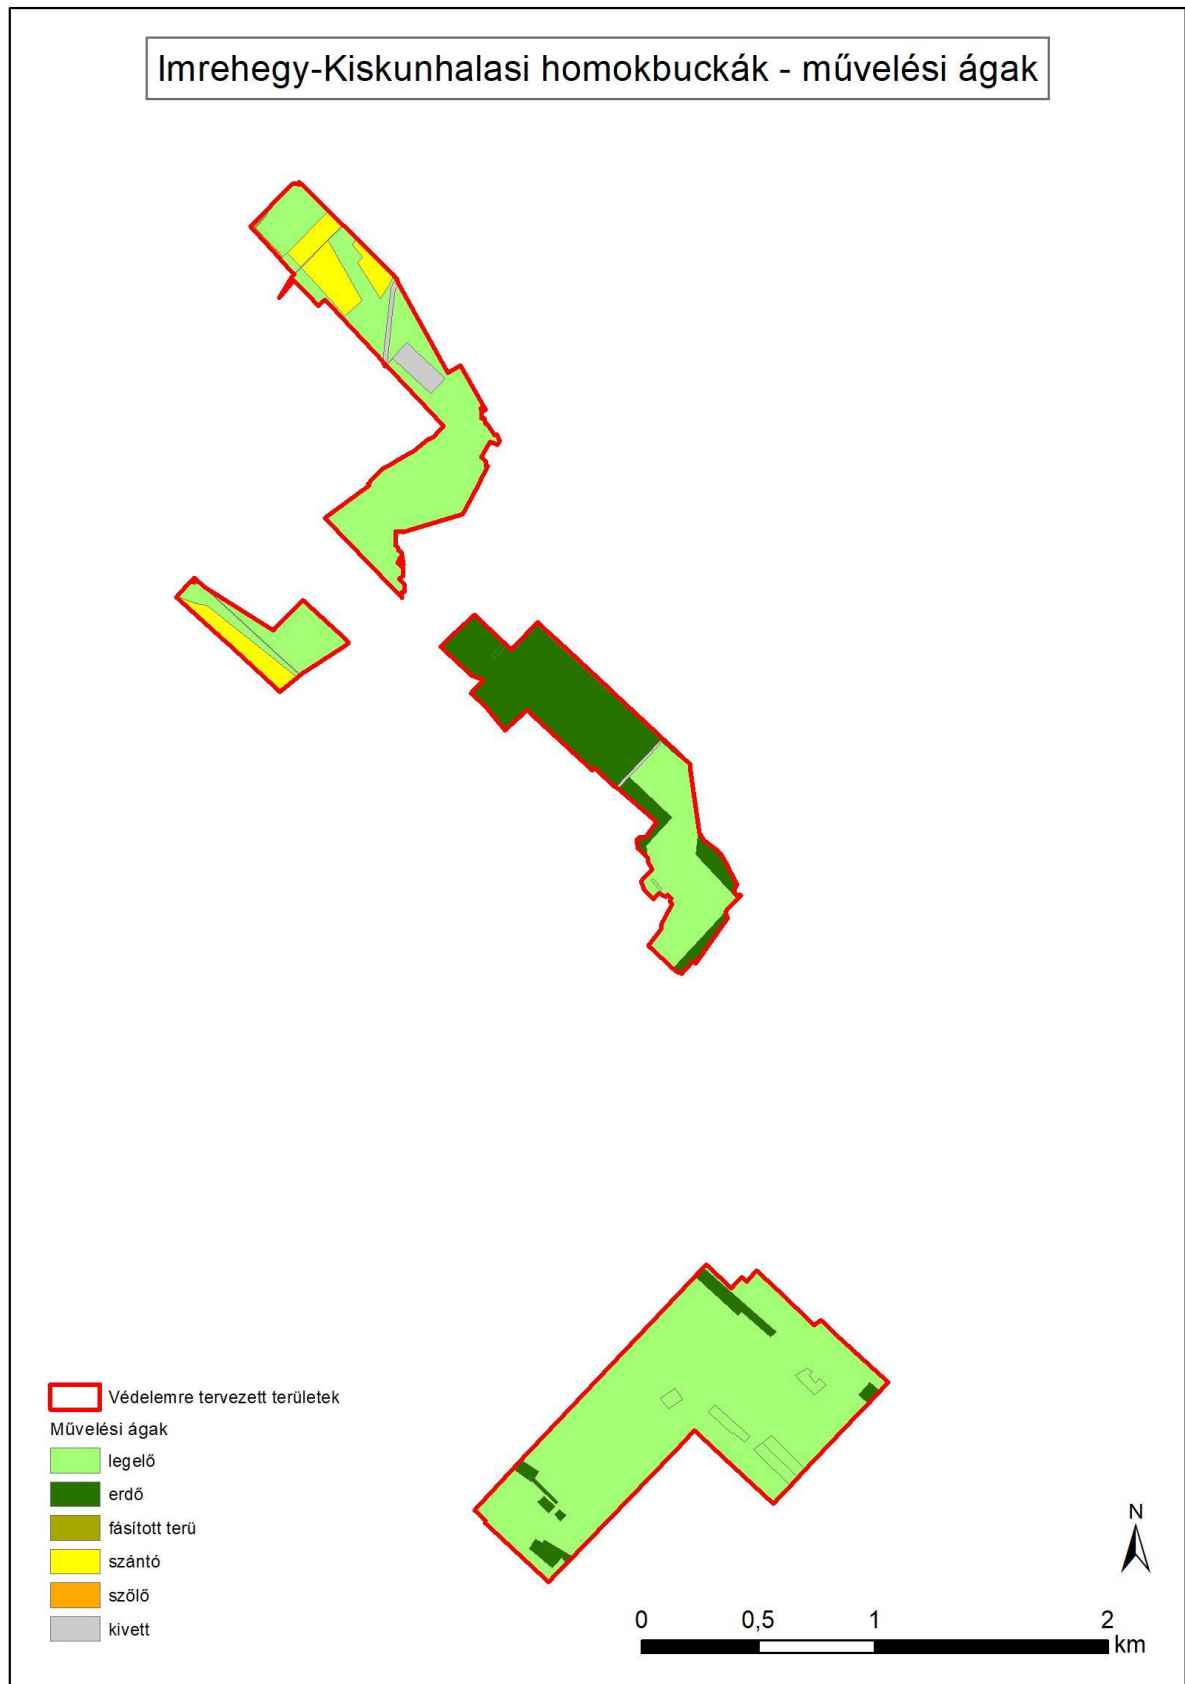 Imrehegy-Kiskunhalasi homokbuckák - művelési ágak
Védelemre tervezett területek
Művelési ágak
legelő
erdő
fásított terü
szántó
szőlő
kivett
N
0 0,5 1 2
km